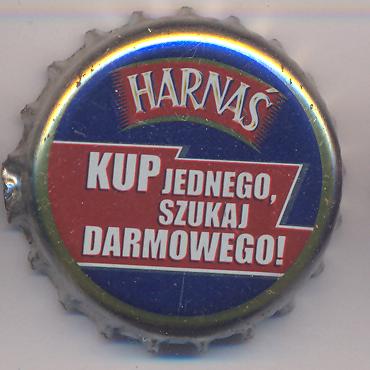 HARNAŚ
KUP JEDNEGO,
SZUKAJ
DARMOWEGO!